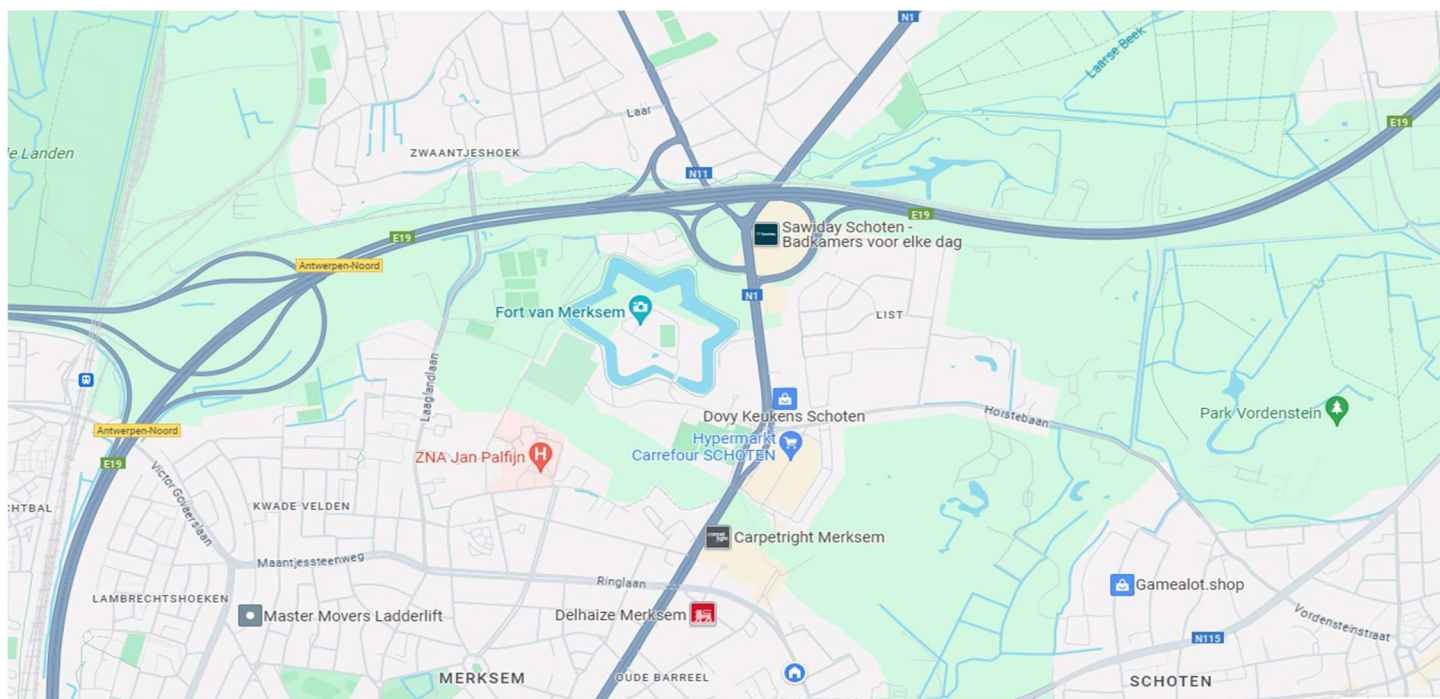 N1
Laarse Beek
Laar
E19
de Landen
ZWAANTJESHOEK
N11
E19
Sawiday Schoten -
Badkamers voor elke dag
E19
Antwerpen-Noord
N1
Fort van Merksem
LIST
Laaglandlaan
Dovy Keukens Schoten
Horstebaan
Park Vordenstein
Antwerpen-Noord
Hypermarkt
Carrefour SCHOTEN
ZNA Jan Palfijn
E19
Victor Govaerslaan
CHTBAL
KWADE VELDEN
carpet right
Carpetright Merksem
Maantjessteenweg
Ringlaan
Gamealot.shop
LAMBRECHTSHOEKEN
Master Movers Ladderlift
Delhaize Merksem
Vordensteinstraat
N115
MERKSEM
OUDE BARREEL
SCHOTEN